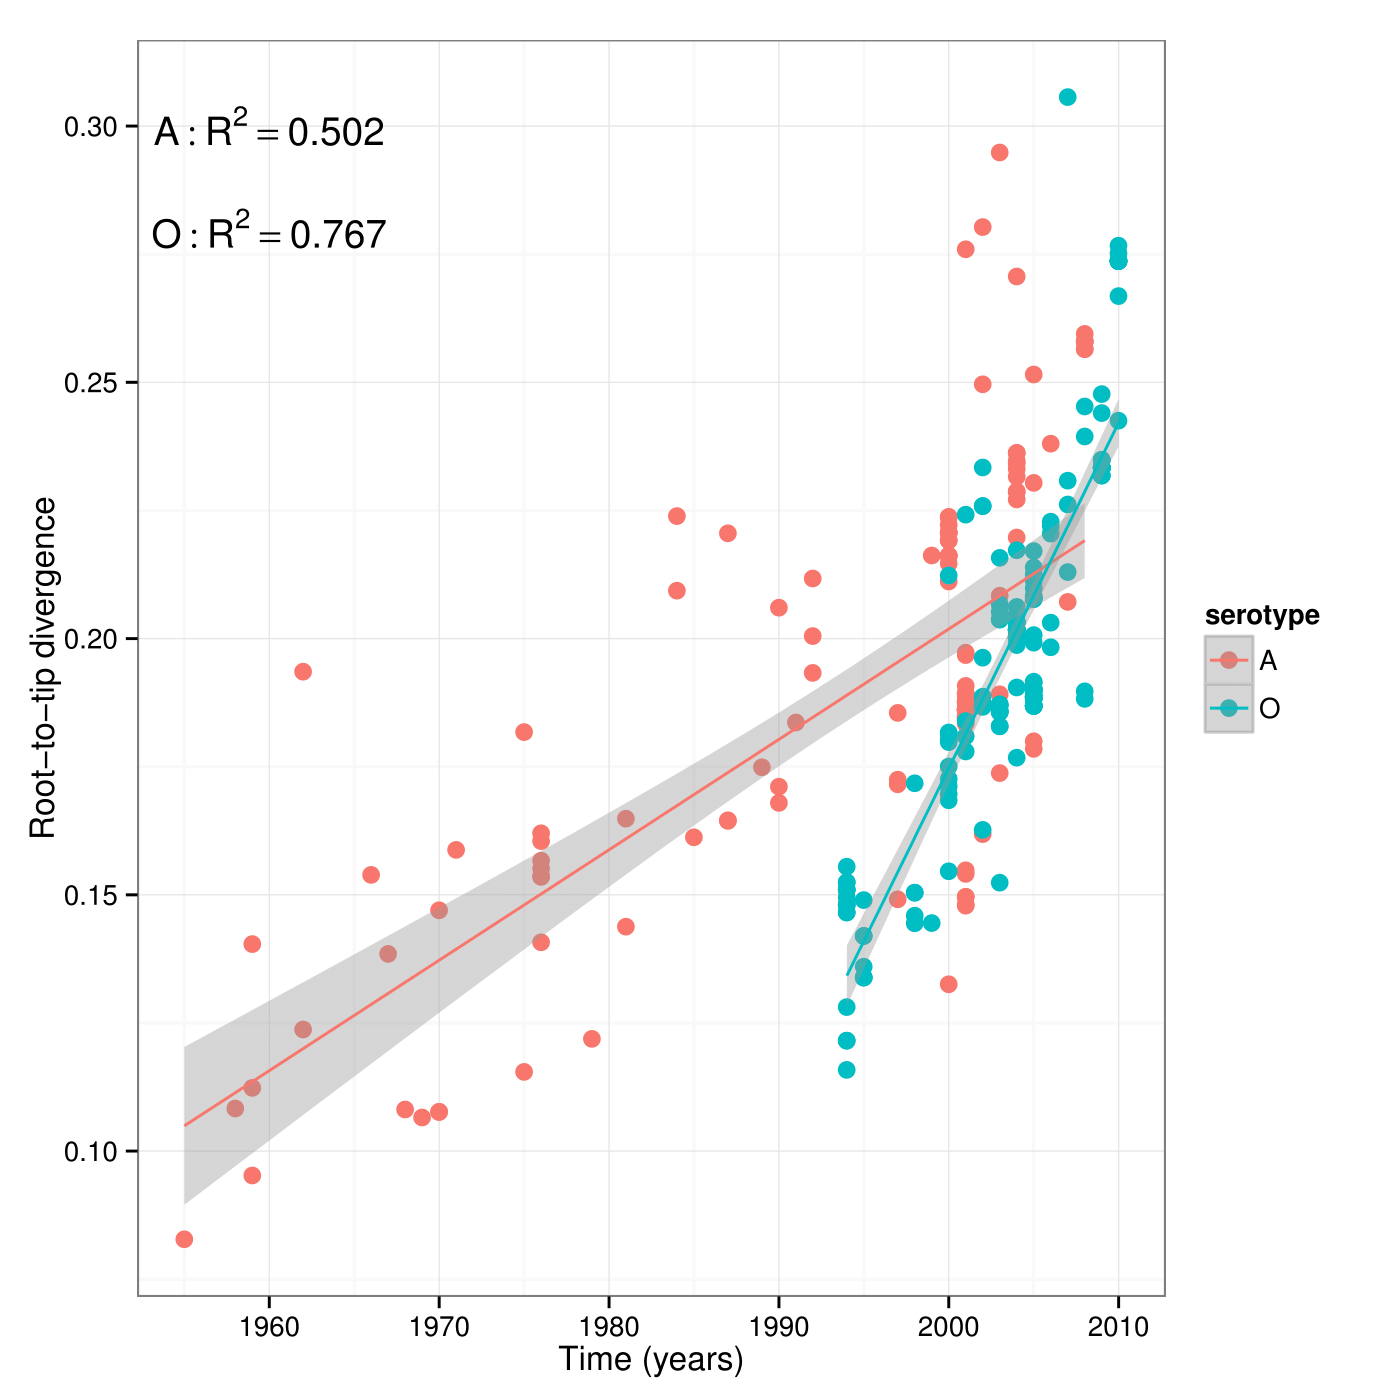 A : R² = 0.502
O : R² = 0.767
0.30
0.25
0.20
0.15
0.10
Root−to−tip divergence
1960 1970 1980 1990 2000 2010
Time (years)
serotype
A
O